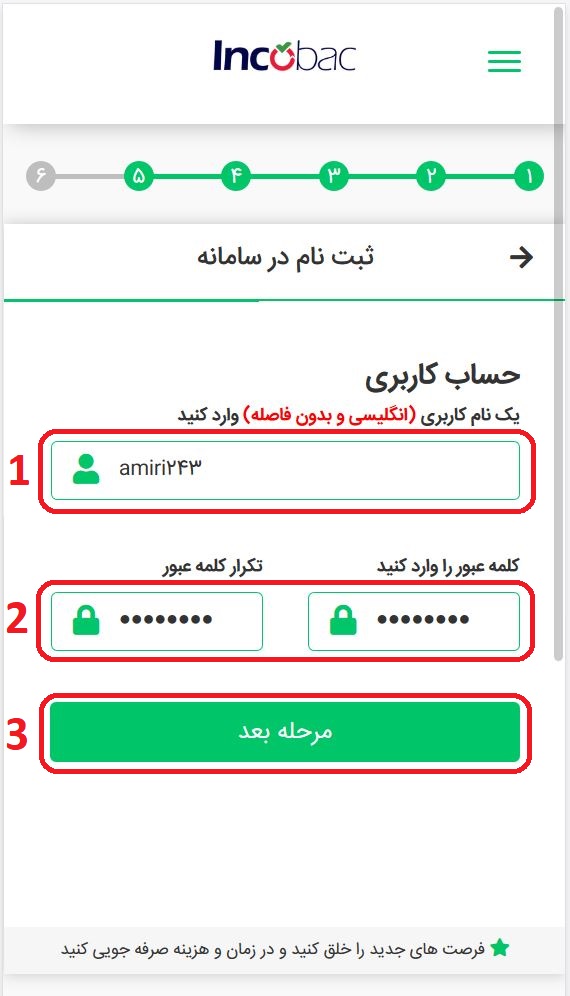 Incobac
۱ ۲ ۳ ۴ ۵ ۶
ثبت نام در سامانه
حساب کاربری
یک نام کاربری (انگلیسی و بدون فاصله) وارد کنید
1
amiri۲۴۳
کلمه عبور را وارد کنید تکرار کلمه عبور
2
•••••••• ••••••••
3
مرحله بعد
فرصت های جدید را خلق کنید و در زمان و هزینه صرفه جویی کنید